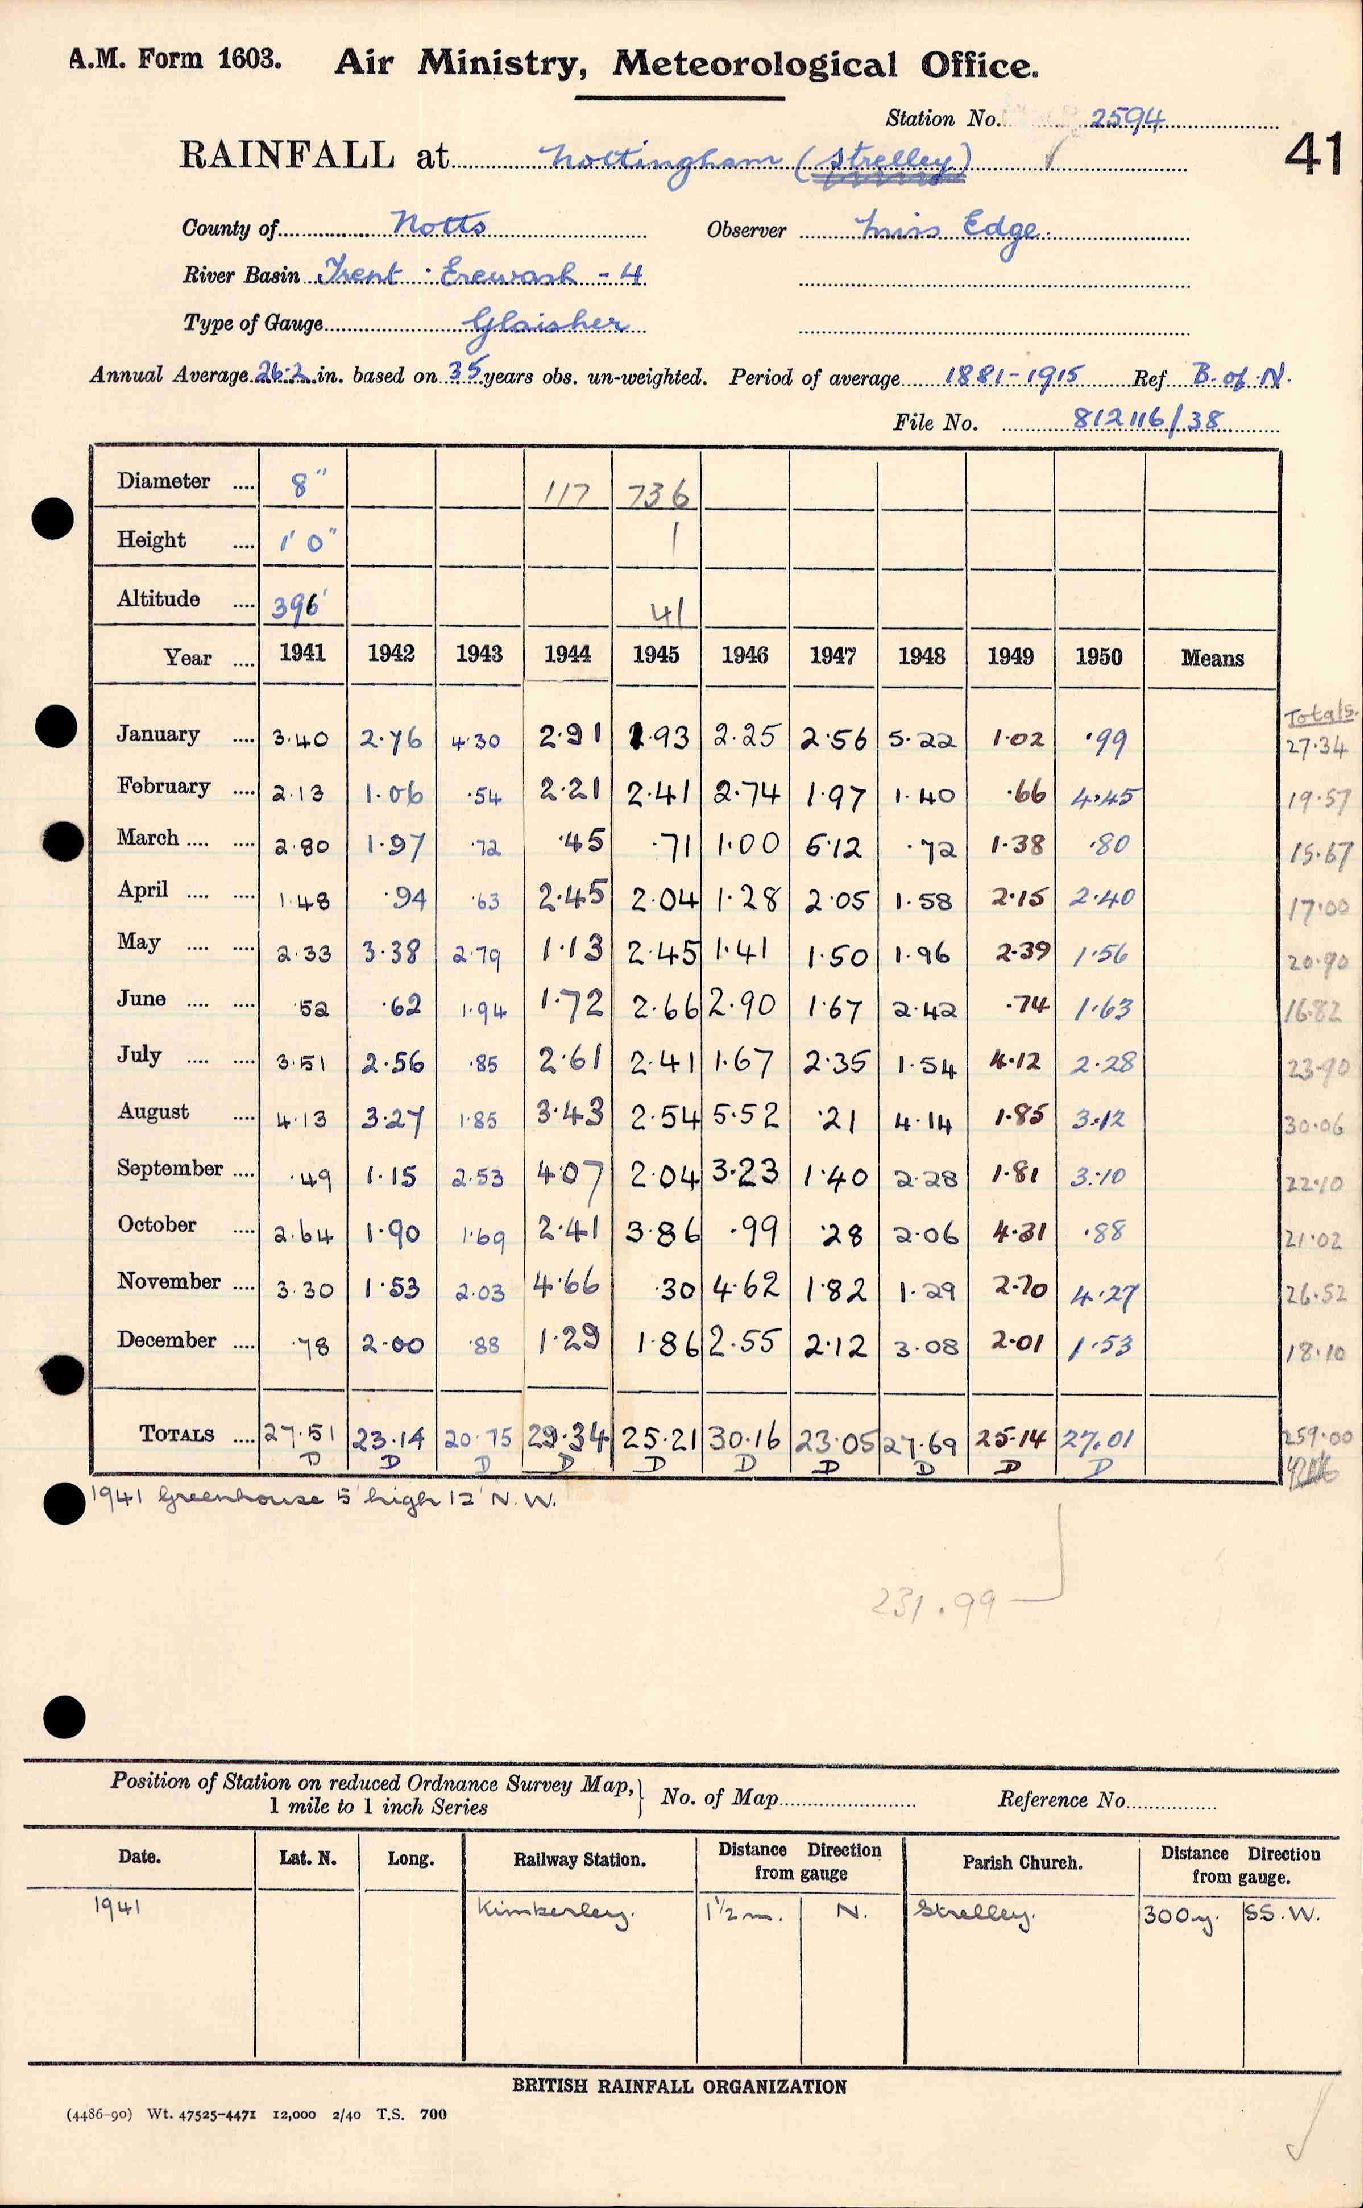 A.M. Form 1603. Air Ministry, Meteorological Office.
Station No. 2594
RAINFALL at Nottingham (Strelley) 41
County of Notts Observer Miss Edge.
River Basin Trent : Erewash - 4
Type of Gauge Glaisher
Annual Average 26.2 in. based on 35 years obs. un-weighted. Period of average 1881-1915 Ref B. of N.
File No. 812116/38
Diameter .... 8" 117 736
Height .... 1' 0" 1
Altitude .... 396' 41
Year .... 1941 1942 1943 1944 1945 1946 1947 1948 1949 1950 Means
Totals.
January .... 3.40 2.76 4.30 2.91 1.93 2.25 2.56 5.22 1.02 .99 27.34
February .... 2.13 1.06 .54 2.21 2.41 2.74 1.97 1.40 .66 4.45 19.57
March .... .... 2.80 1.97 .72 .45 .71 1.00 5.12 .72 1.38 .80 15.67
April .... .... 1.48 .94 .63 2.45 2.04 1.28 2.05 1.58 2.15 2.40 17.00
May .... .... 2.33 3.38 2.79 1.13 2.45 1.41 1.50 1.96 2.39 1.56 20.90
June .... .... .52 .62 1.94 1.72 2.66 2.90 1.67 2.42 .74 1.63 16.82
July .... .... 3.51 2.56 .85 2.61 2.41 1.67 2.35 1.54 4.12 2.28 23.90
August .... 4.13 3.27 1.85 3.43 2.54 5.52 .21 4.14 1.85 3.12 30.06
September .... .49 1.15 2.53 4.07 2.04 3.23 1.40 2.28 1.81 3.10 22.10
October .... 2.64 1.90 1.69 2.41 3.86 .99 .28 2.06 4.31 .88 21.02
November .... 3.30 1.53 2.03 4.66 .30 4.62 1.82 1.29 2.70 4.27 26.52
December .... .78 2.00 .88 1.29 1.86 2.55 2.12 3.08 2.01 1.53 18.10
TOTALS .... 27.51 23.14 20.75 29.34 25.21 30.16 23.05 27.69 25.14 27.01 259.00
D D D D D D D D D D
1941 Greenhouse 5' high 12' N.W.
231.99
Position of Station on reduced Ordnance Survey Map, 1 mile to 1 inch Series } No. of Map Reference No.
Date. Lat. N. Long. Railway Station. Distance Direction from gauge Parish Church. Distance Direction from gauge.
1941 Kimberley. 1 1/2 m. N. Strelley. 300 y. SS.W.
BRITISH RAINFALL ORGANIZATION
(4486-90) Wt. 47525-4471 12,000 2/40 T.S. 700